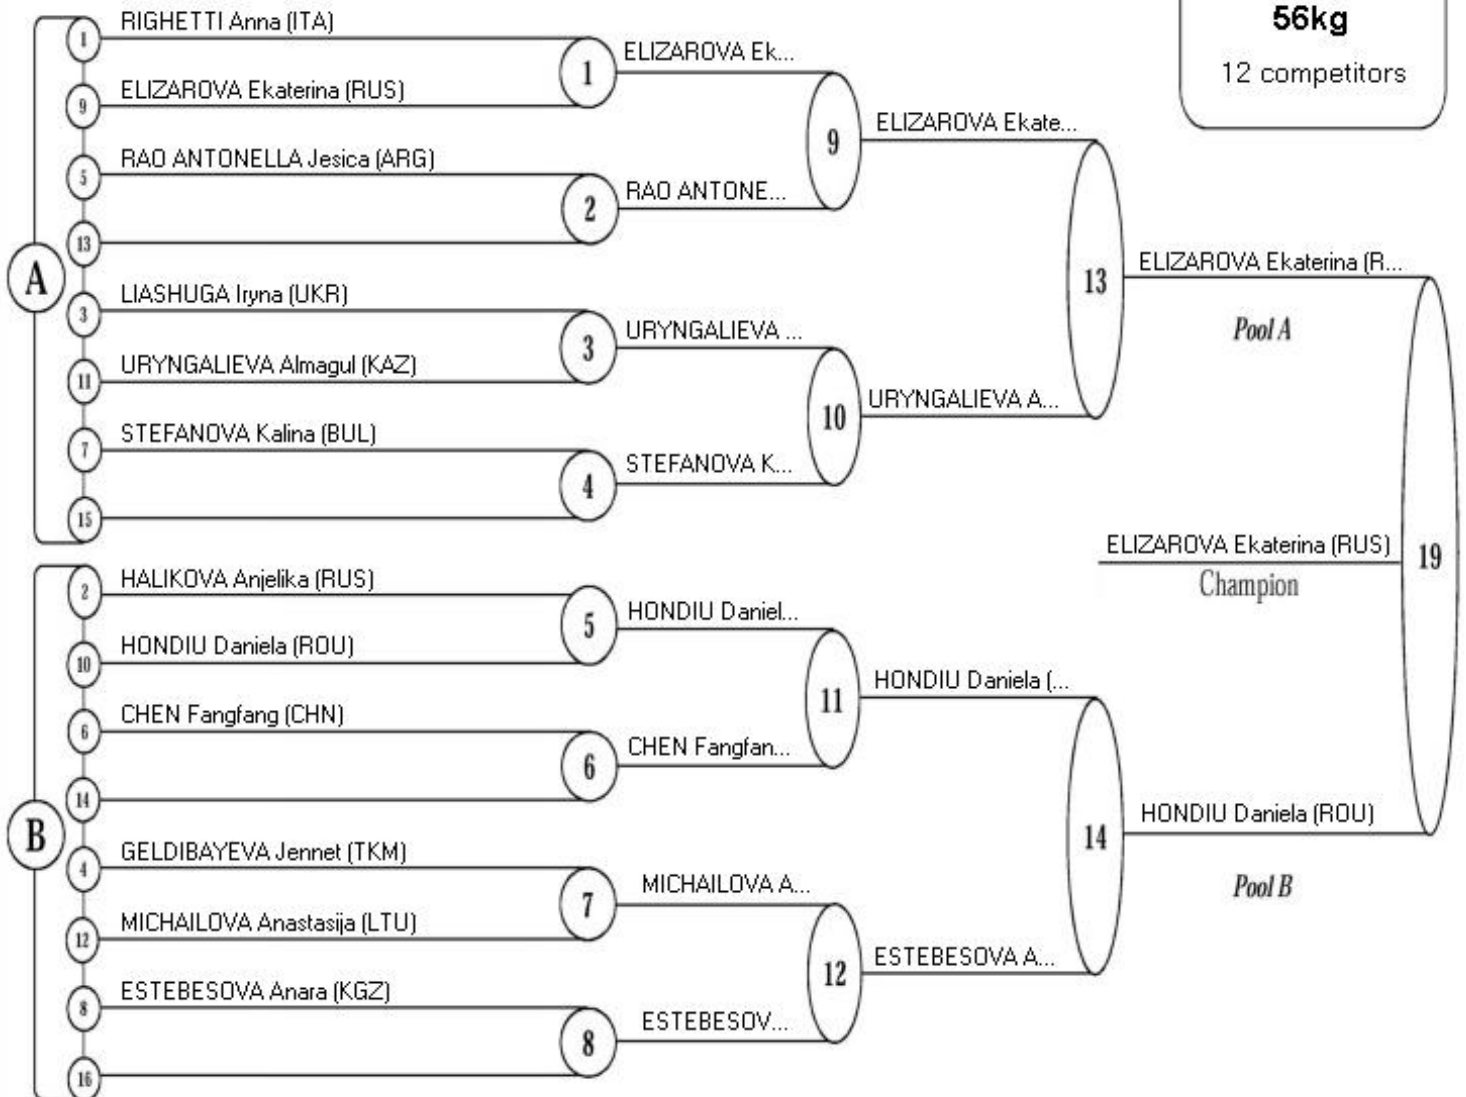 56kg
12 competitors
A
1
RIGHETTI Anna (ITA)
9
ELIZAROVA Ekaterina (RUS)
5
RAO ANTONELLA Jesica (ARG)
13
3
LIASHUGA Iryna (UKR)
11
URYNGALIEVA Almagul (KAZ)
7
STEFANOVA Kalina (BUL)
15
B
2
HALIKOVA Anjelika (RUS)
10
HONDIU Daniela (ROU)
6
CHEN Fangfang (CHN)
14
4
GELDIBAYEVA Jennet (TKM)
12
MICHAILOVA Anastasija (LTU)
8
ESTEBESOVA Anara (KGZ)
16
1
ELIZAROVA Ek...
2
RAO ANTONE...
3
URYNGALIEVA ...
4
STEFANOVA K...
5
HONDIU Daniel...
6
CHEN Fangfan...
7
MICHAILOVA A...
8
ESTEBESOV...
9
ELIZAROVA Ekate...
10
URYNGALIEVA A...
11
HONDIU Daniela (...
12
ESTEBESOVA A...
13
ELIZAROVA Ekaterina (R...
Pool A
14
HONDIU Daniela (ROU)
Pool B
19
ELIZAROVA Ekaterina (RUS)
Champion